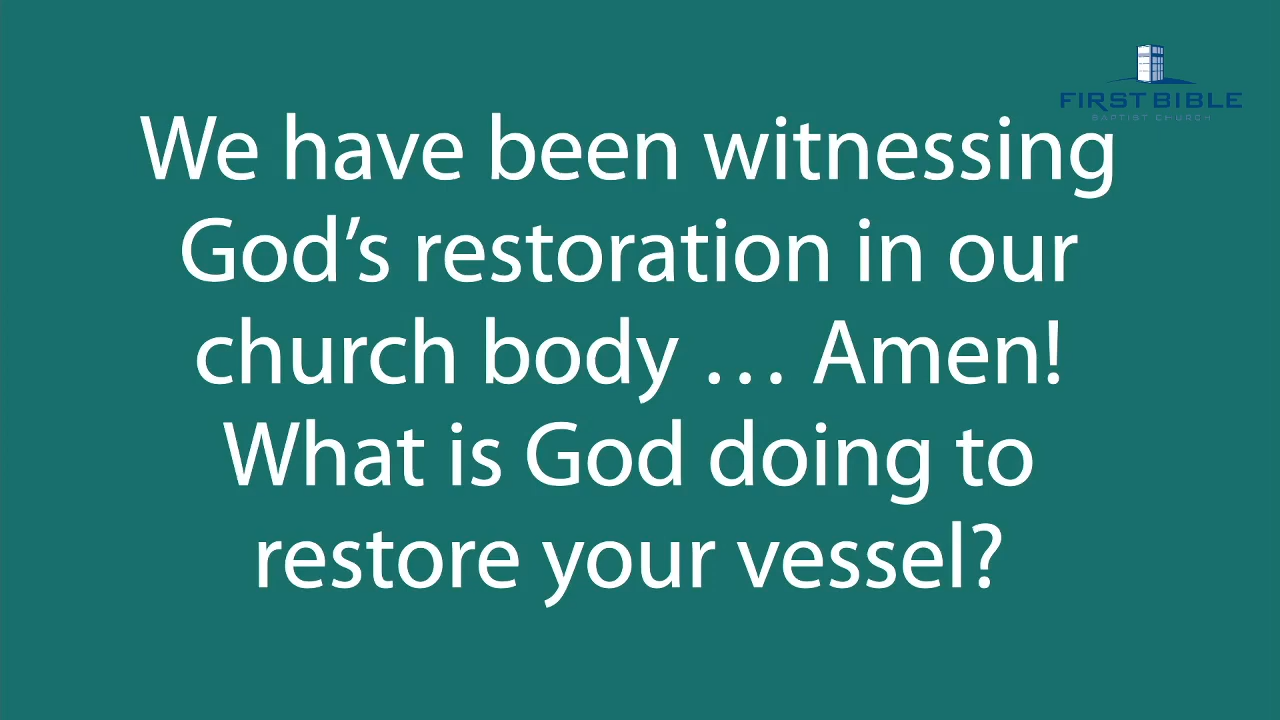 FIRST BIBLE
BAPTIST CHURCH
We have been witnessing
God’s restoration in our
church body … Amen!
What is God doing to
restore your vessel?